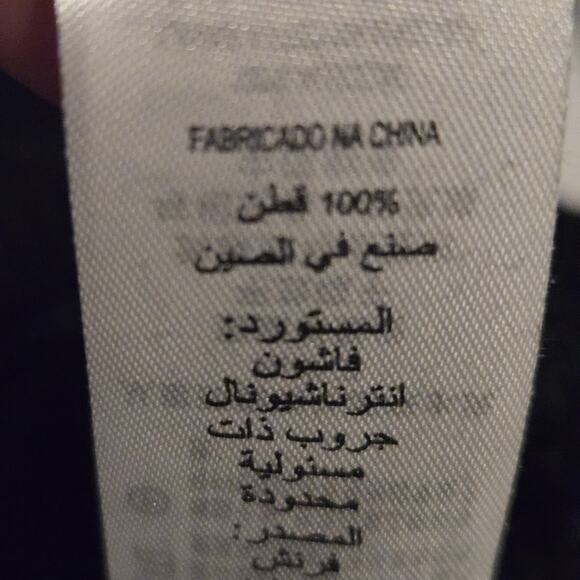 FABRICADO NA CHINA
100% قطن
صنع في الصين
المستورد:
فاشون
انترناشيونال
جروب ذات
مسئولية
محدودة
المصدر:
فرنش